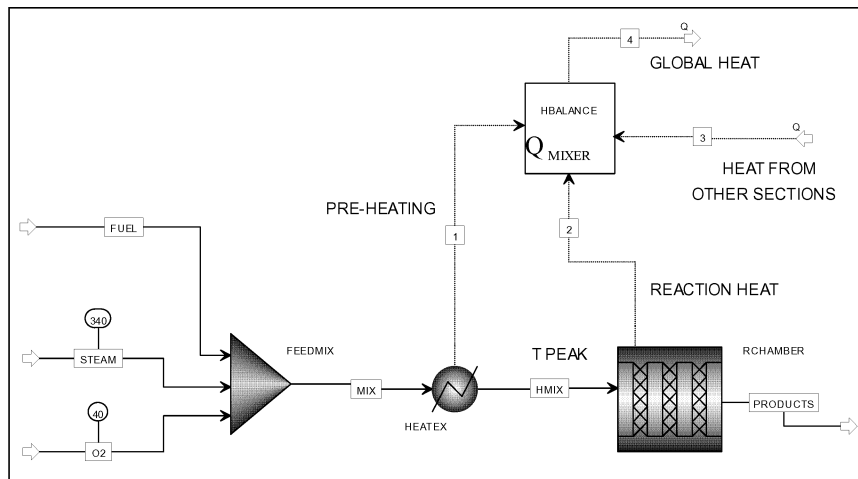 4
Q
GLOBAL HEAT
HBALANCE
Q MIXER
3
Q
HEAT FROM
OTHER SECTIONS
PRE-HEATING
1
2
FUEL
REACTION HEAT
340
STEAM
FEEDMIX
T PEAK
RCHAMBER
MIX
HMIX
PRODUCTS
40
HEATEX
O2